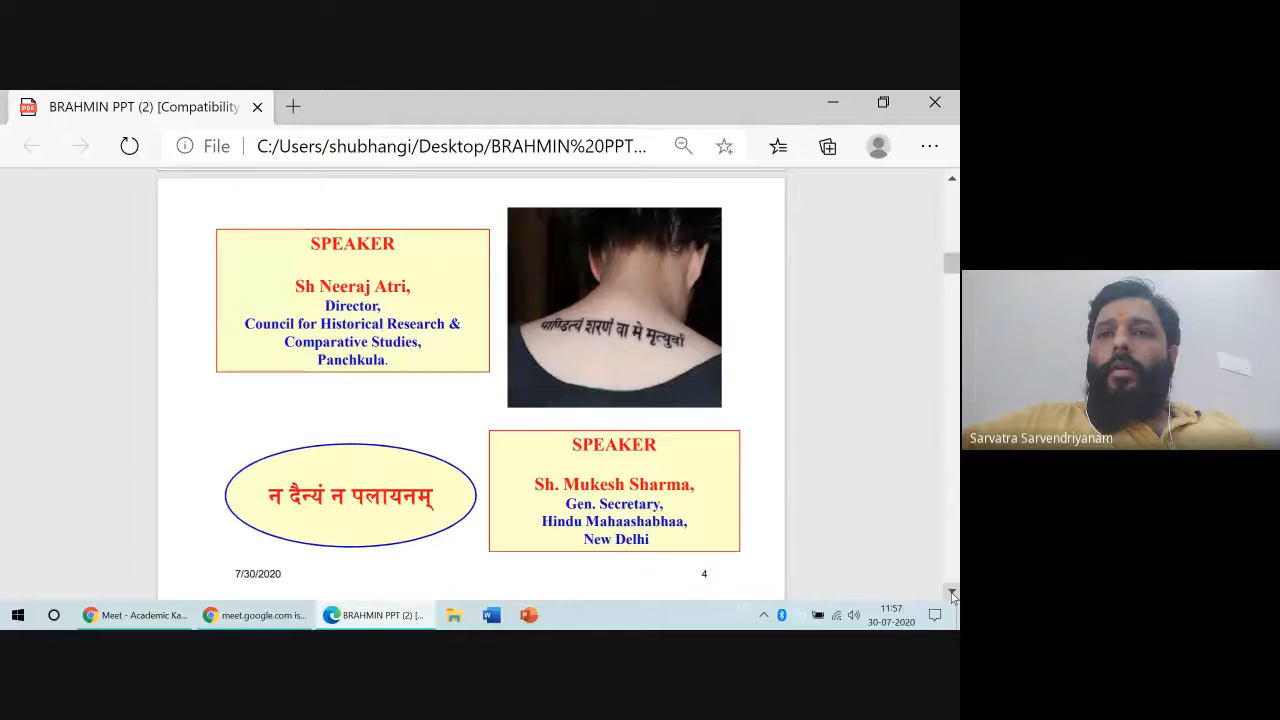 BRAHMIN PPT (2) [Compatibility
File
C:/Users/shubhangi/Desktop/BRAHMIN%20PPT...
SPEAKER
Sh Neeraj Atri,
Director,
Council for Historical Research &
Comparative Studies,
Panchkula.
पाण्डित्यं शरणं वा मे मृत्युर्वा
न दैन्यं न पलायनम्
SPEAKER
Sh. Mukesh Sharma,
Gen. Secretary,
Hindu Mahaashabhaa,
New Delhi
7/30/2020
4
Sarvatra Sarvendriyanam
Meet - Academic Ka...
meet.google.com is...
BRAHMIN PPT (2) [...
11:57
30-07-2020